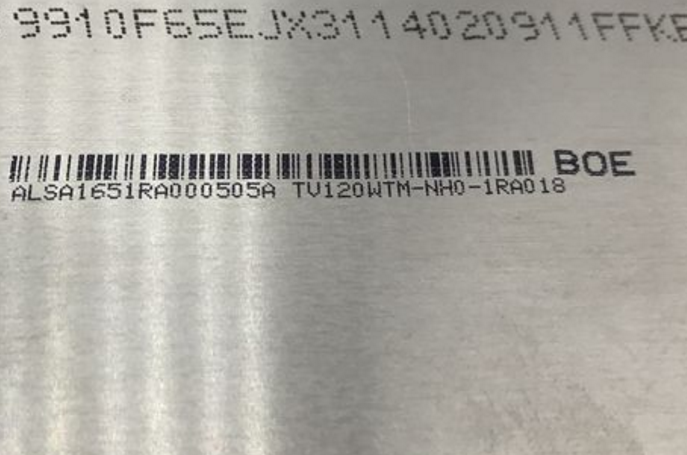 9910F65EJX3114020911FFKE
BOE
ALSA1651RA000505A TV120WTM-NH0-1RA018